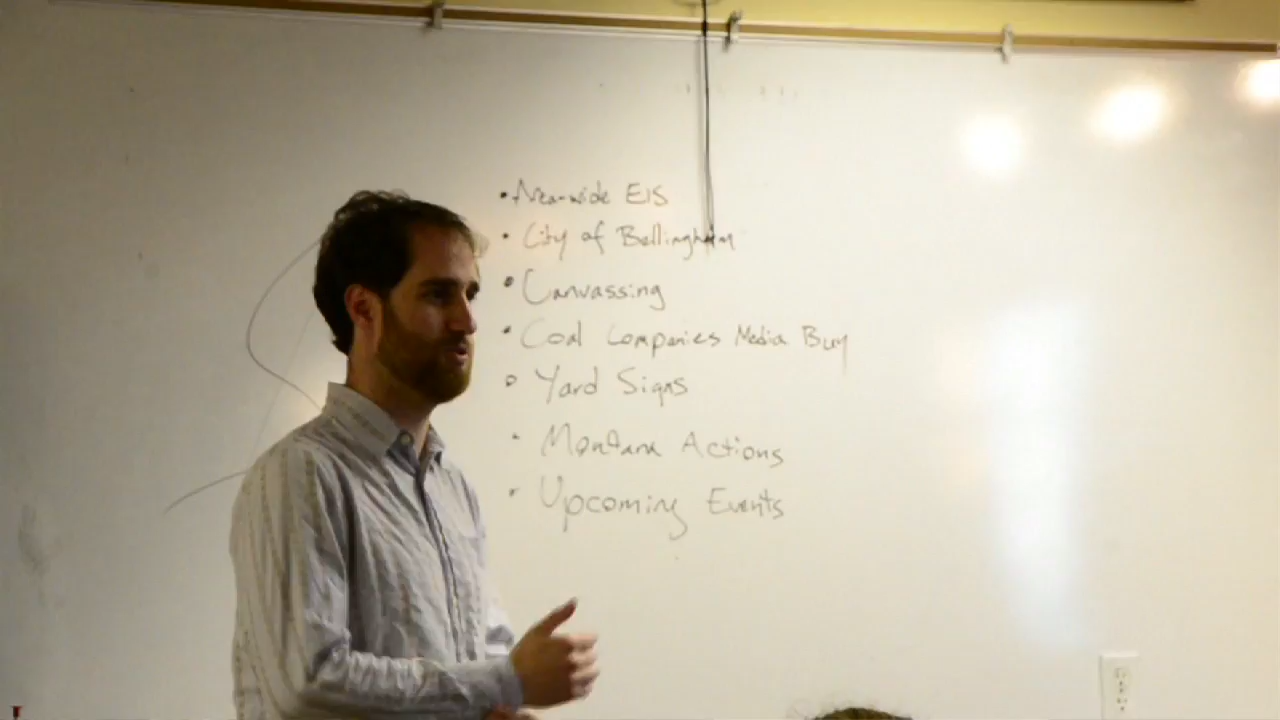 • Area-wide EIS
• City of Bellingham
• Canvassing
• Coal Companies Media Buy
• Yard Signs
• Montana Actions
• Upcoming Events